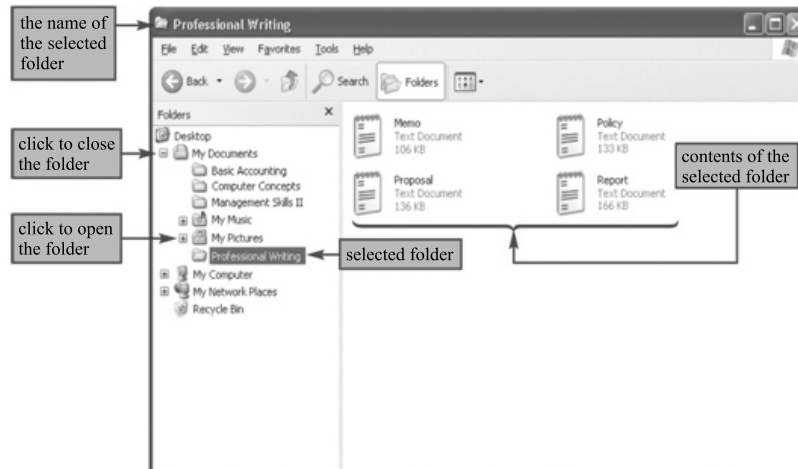 the name of
the selected
folder
Professional Writing
File Edit View Favorites Tools Help
Back Search Folders
Folders
click to close
the folder
Desktop
My Documents
Basic Accounting
Computer Concepts
Management Skills II
My Music
My Pictures
Professional Writing
My Computer
My Network Places
Recycle Bin
click to open
the folder
selected folder
Memo
Text Document
106 KB
Policy
Text Document
133 KB
Proposal
Text Document
136 KB
Report
Text Document
166 KB
contents of the
selected folder